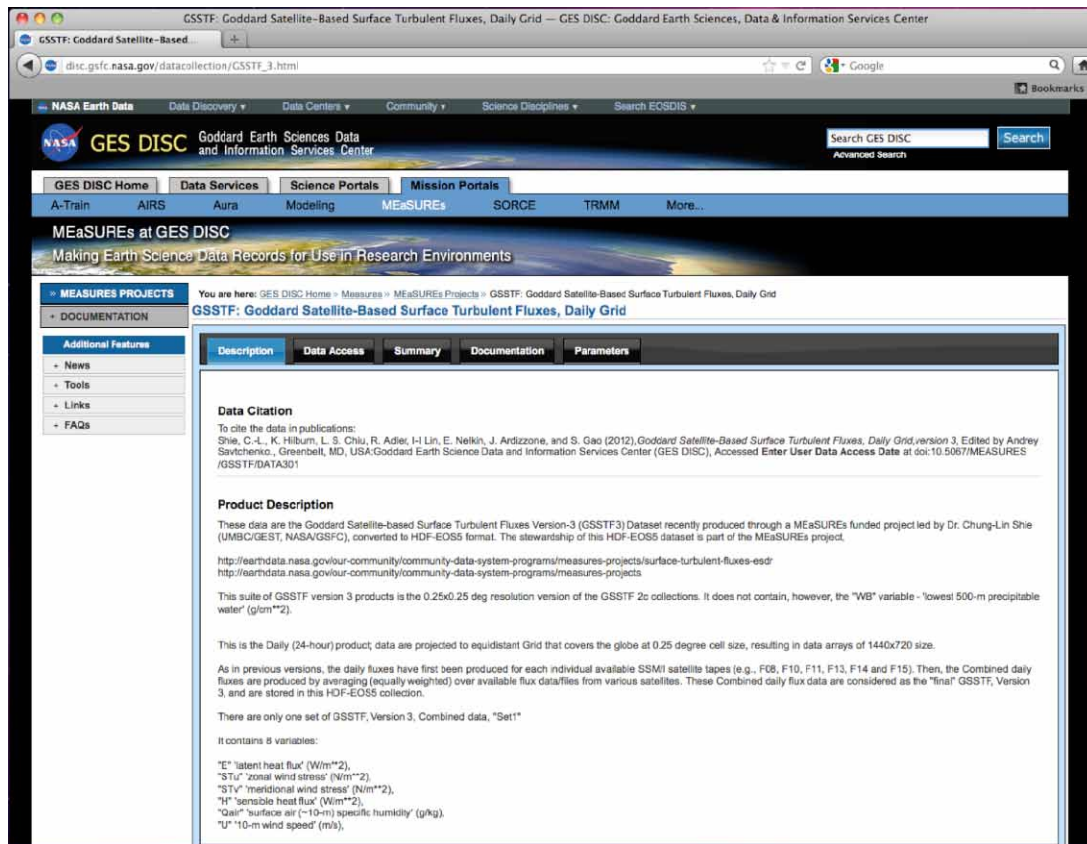 GSSTF: Goddard Satellite-Based Surface Turbulent Fluxes, Daily Grid — GES DISC: Goddard Earth Sciences, Data & Information Services Center
GSSTF: Goddard Satellite-Based...
disc.gsfc.nasa.gov/datacollection/GSSTF_3.html
Google
Bookmarks
NASA Earth Data Data Discovery Data Centers Community Science Disciplines Search EOSDIS
NASA GES DISC Goddard Earth Sciences Data
and Information Services Center
Search GES DISC Search
Advanced Search
GES DISC Home Data Services Science Portals Mission Portals
A-Train AIRS Aura Modeling MEaSUREs SORCE TRMM More...
MEaSUREs at GES DISC
Making Earth Science Data Records for Use in Research Environments
» MEASURES PROJECTS
+ DOCUMENTATION
Additional Features
+ News
+ Tools
+ Links
+ FAQs
You are here: GES DISC Home » Measures » MEaSUREs Projects » GSSTF: Goddard Satellite-Based Surface Turbulent Fluxes, Daily Grid
GSSTF: Goddard Satellite-Based Surface Turbulent Fluxes, Daily Grid
Description Data Access Summary Documentation Parameters
Data Citation
To cite the data in publications:
Shie, C.-L., K. Hilburn, L. S. Chiu, R. Adler, I-I Lin, E. Nelkin, J. Ardizzone, and S. Gao (2012),Goddard Satellite-Based Surface Turbulent Fluxes, Daily Grid,version 3, Edited by Andrey
Savtchenko., Greenbelt, MD, USA:Goddard Earth Science Data and Information Services Center (GES DISC), Accessed Enter User Data Access Date at doi:10.5067/MEASURES
/GSSTF/DATA301
Product Description
These data are the Goddard Satellite-based Surface Turbulent Fluxes Version-3 (GSSTF3) Dataset recently produced through a MEaSUREs funded project led by Dr. Chung-Lin Shie
(UMBC/GEST, NASA/GSFC), converted to HDF-EOS5 format. The stewardship of this HDF-EOS5 dataset is part of the MEaSUREs project.
http://earthdata.nasa.gov/our-community/community-data-system-programs/measures-projects/surface-turbulent-fluxes-esdr
http://earthdata.nasa.gov/our-community/community-data-system-programs/measures-projects
This suite of GSSTF version 3 products is the 0.25x0.25 deg resolution version of the GSSTF 2c collections. It does not contain, however, the "WB" variable - 'lowest 500-m precipitable
water' (g/cm**2).
This is the Daily (24-hour) product; data are projected to equidistant Grid that covers the globe at 0.25 degree cell size, resulting in data arrays of 1440x720 size.
As in previous versions, the daily fluxes have first been produced for each individual available SSM/I satellite tapes (e.g., F08, F10, F11, F13, F14 and F15). Then, the Combined daily
fluxes are produced by averaging (equally weighted) over available flux data/files from various satellites. These Combined daily flux data are considered as the "final" GSSTF, Version
3, and are stored in this HDF-EOS5 collection.
There are only one set of GSSTF, Version 3, Combined data, "Set1"
It contains 8 variables:
"E" 'latent heat flux' (W/m**2),
"STu" 'zonal wind stress' (N/m**2),
"STv" 'meridional wind stress' (N/m**2),
"H" 'sensible heat flux' (W/m**2),
"Qair" 'surface air (~10-m) specific humidity' (g/kg),
"U" '10-m wind speed' (m/s),